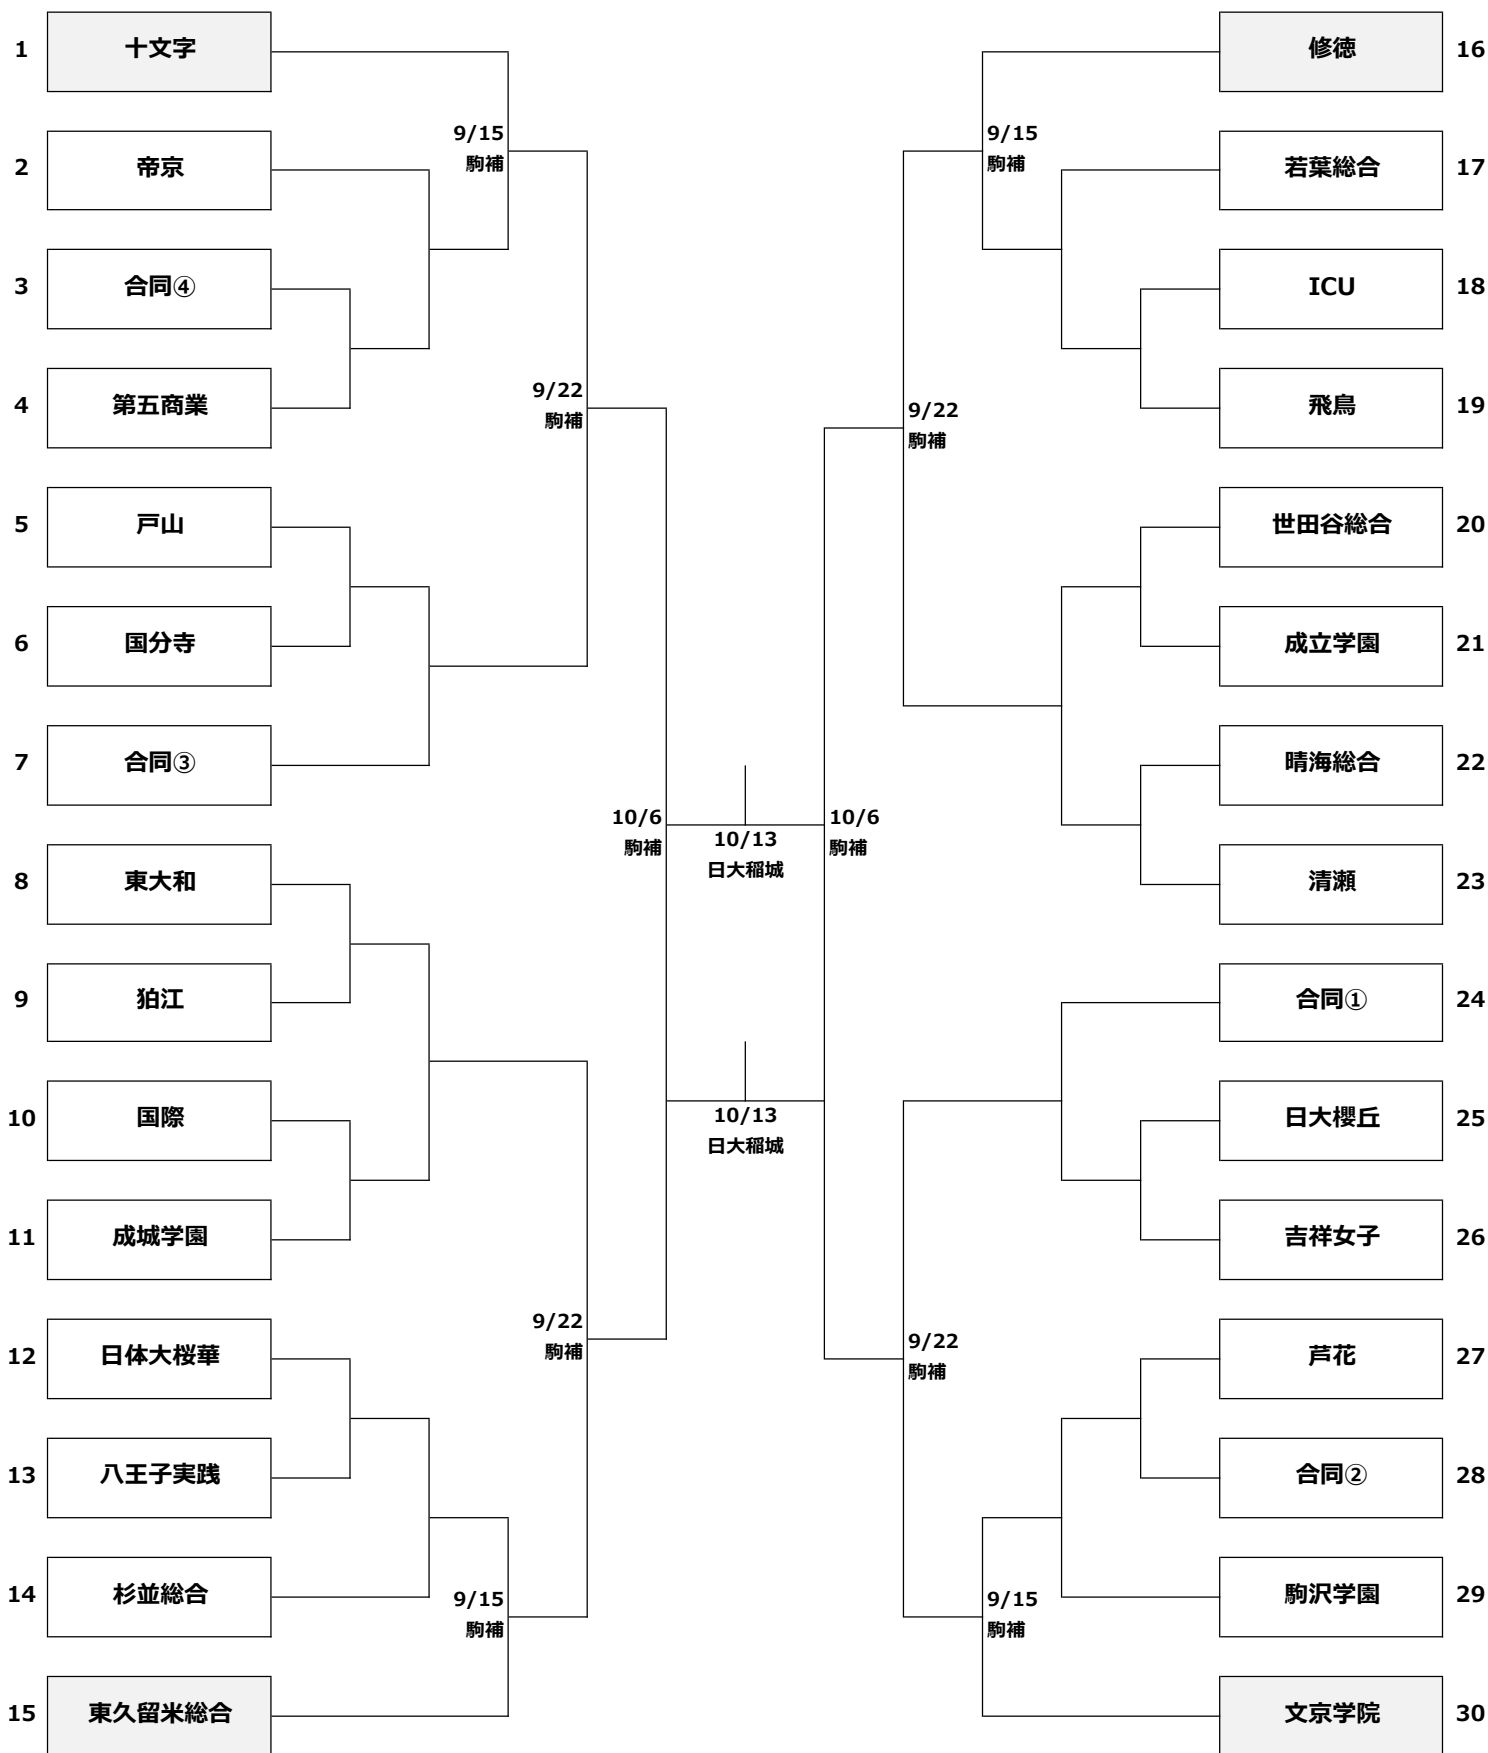 1 十文字
2 帝京
3 合同④
4 第五商業
5 戸山
6 国分寺
7 合同③
8 東大和
9 狛江
10 国際
11 成城学園
12 日体大桜華
13 八王子実践
14 杉並総合
15 東久留米総合
9/15
駒補
9/22
駒補
9/22
駒補
9/15
駒補
10/6
駒補
10/13
日大稲城
10/13
日大稲城
10/6
駒補
9/15
駒補
9/22
駒補
9/22
駒補
9/15
駒補
修徳 16
若葉総合 17
ICU 18
飛鳥 19
世田谷総合 20
成立学園 21
晴海総合 22
清瀬 23
合同① 24
日大櫻丘 25
吉祥女子 26
芦花 27
合同② 28
駒沢学園 29
文京学院 30